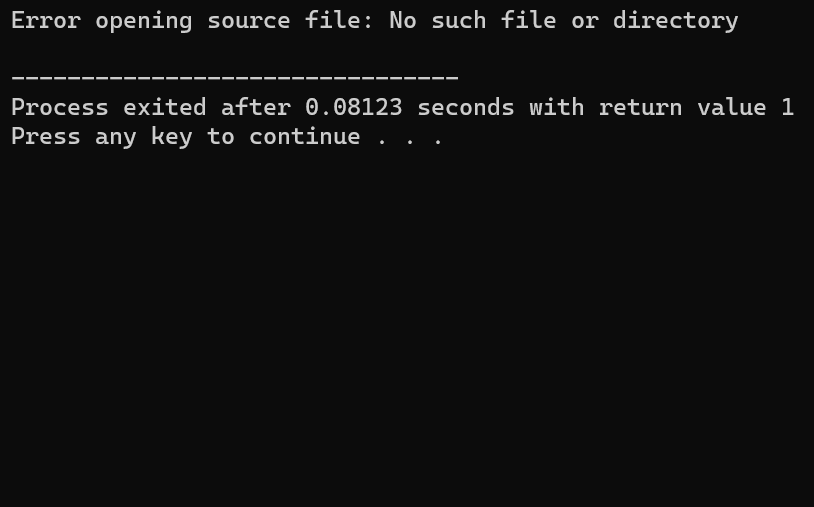 Error opening source file: No such file or directory
--------------------------------
Process exited after 0.08123 seconds with return value 1
Press any key to continue . . .